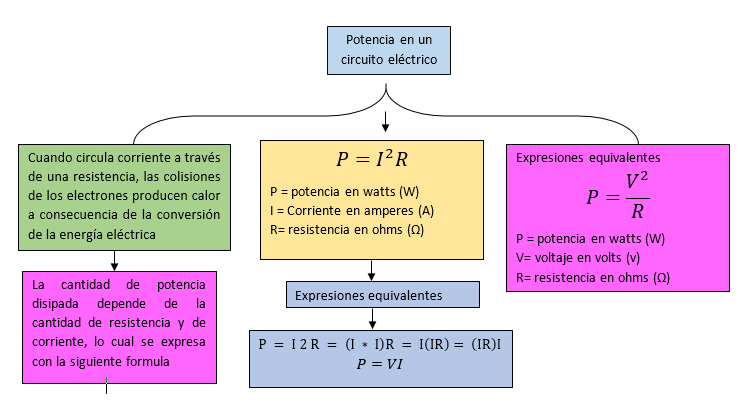 Potencia en un
circuito eléctrico
Cuando circula corriente a través
de una resistencia, las colisiones
de los electrones producen calor
a consecuencia de la conversión
de la energía eléctrica
La cantidad de potencia
disipada depende de la
cantidad de resistencia y de
corriente, lo cual se expresa
con la siguiente formula
P = I²R
P = potencia en watts (W)
I = Corriente en amperes (A)
R= resistencia en ohms (Ω)
Expresiones equivalentes
P = I 2 R = (I * I)R = I(IR) = (IR)I
P = VI
Expresiones equivalentes
P = V²/R
P = potencia en watts (W)
V= voltaje en volts (v)
R= resistencia en ohms (Ω)